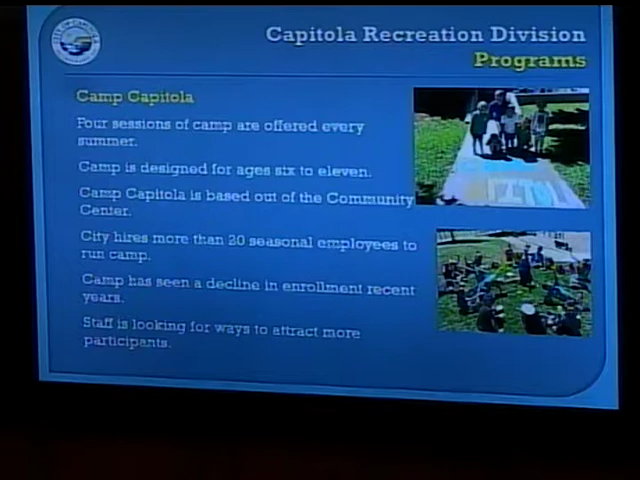 Capitola Recreation Division
Programs
Camp Capitola
Four sessions of camp are offered every
summer.
Camp is designed for ages six to eleven.
Camp Capitola is based out of the Community
Center.
City hires more than 20 seasonal employees to
run camp.
Camp has seen a decline in enrollment recent
years.
Staff is looking for ways to attract more
participants.